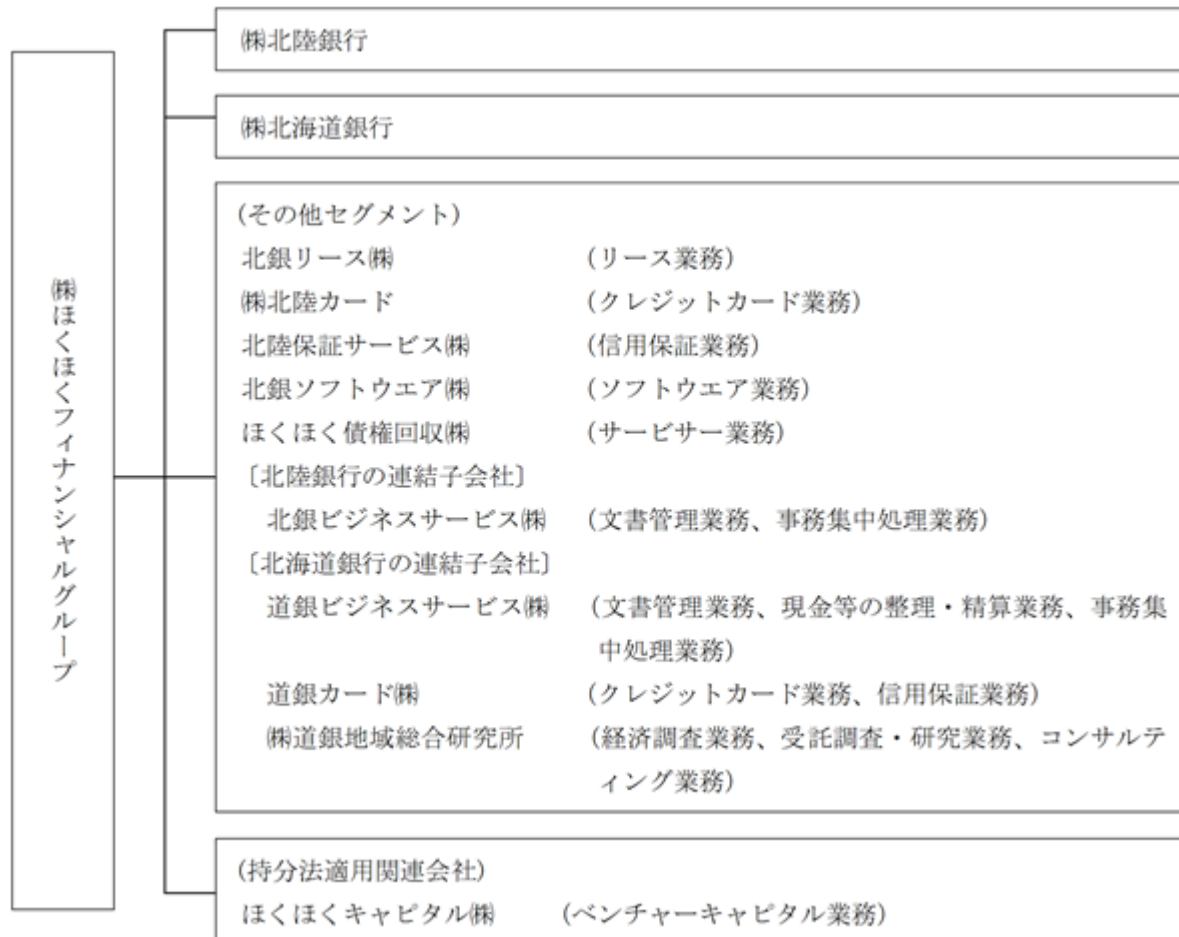 ㈱ほくほくフィナンシャルグループ
㈱北陸銀行
㈱北海道銀行
(その他セグメント)
北銀リース㈱ (リース業務)
㈱北陸カード (クレジットカード業務)
北陸保証サービス㈱ (信用保証業務)
北銀ソフトウエア㈱ (ソフトウエア業務)
ほくほく債権回収㈱ (サービサー業務)
〔北陸銀行の連結子会社〕
北銀ビジネスサービス㈱ (文書管理業務、事務集中処理業務)
〔北海道銀行の連結子会社〕
道銀ビジネスサービス㈱ (文書管理業務、現金等の整理・精算業務、事務集
中処理業務)
道銀カード㈱ (クレジットカード業務、信用保証業務)
㈱道銀地域総合研究所 (経済調査業務、受託調査・研究業務、コンサルテ
ィング業務)
(持分法適用関連会社)
ほくほくキャピタル㈱ (ベンチャーキャピタル業務)